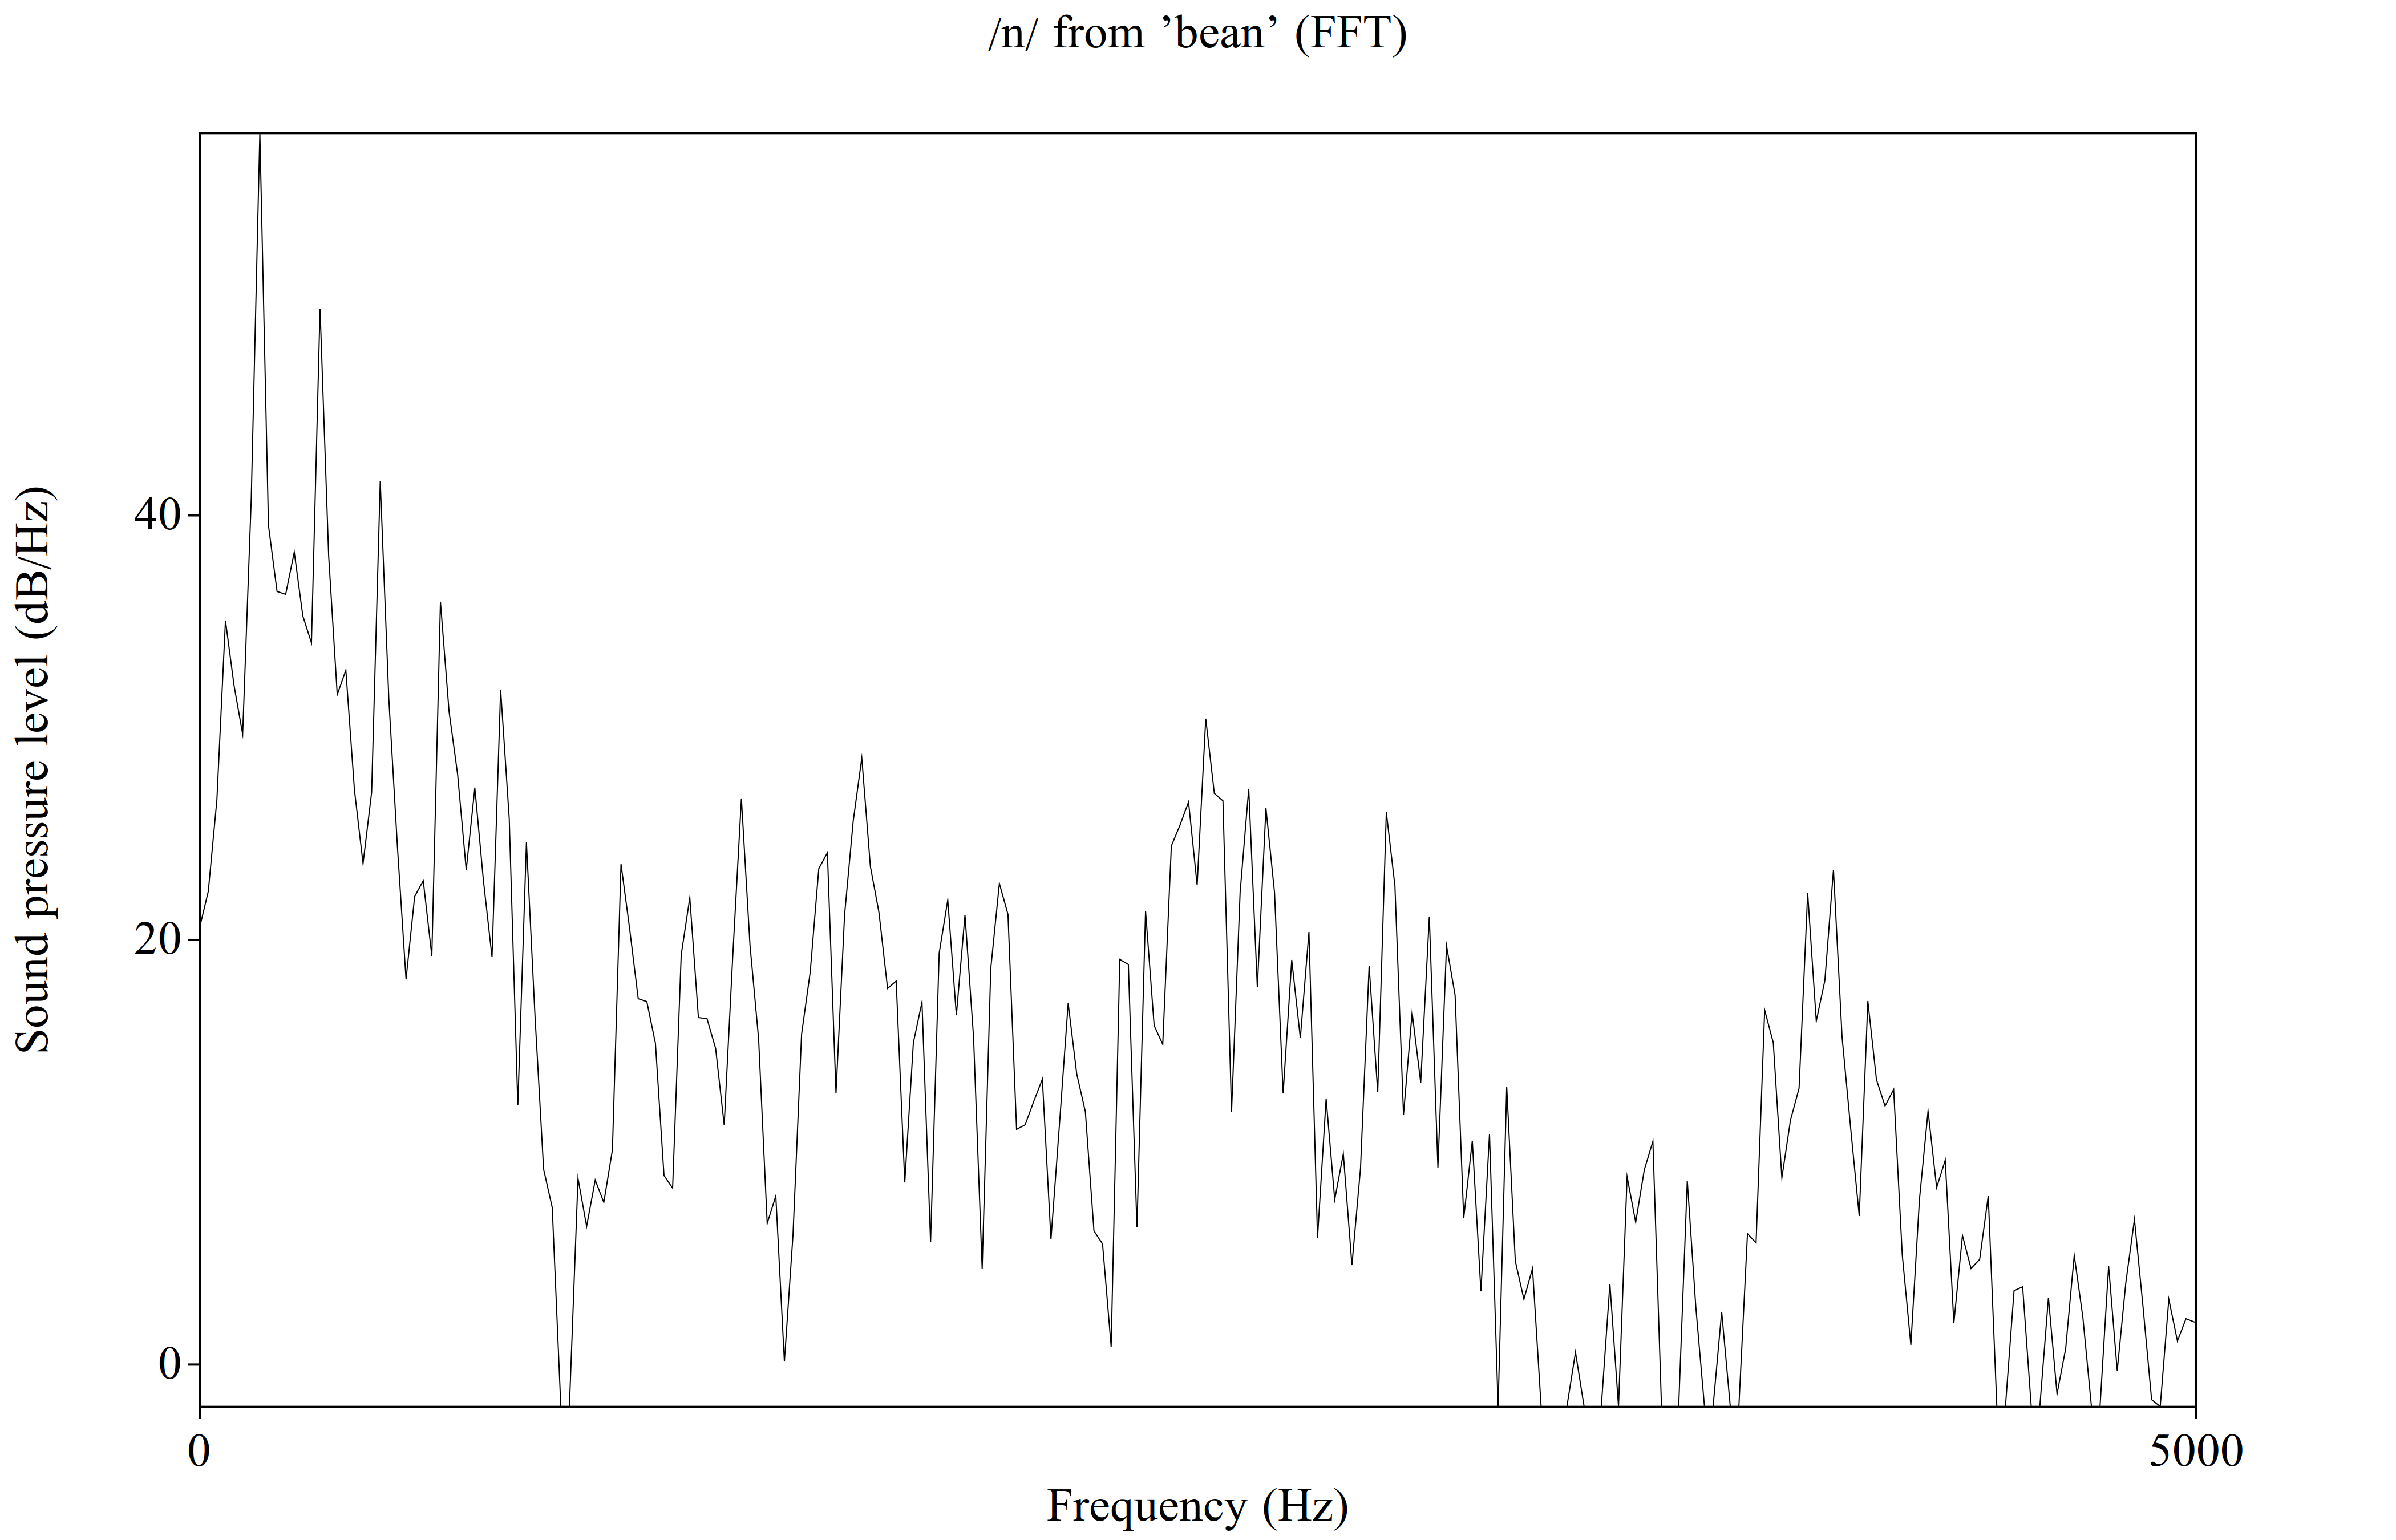 /n/ from ’bean’ (FFT)
Sound pressure level (dB/Hz)
40
20
0
0
5000
Frequency (Hz)